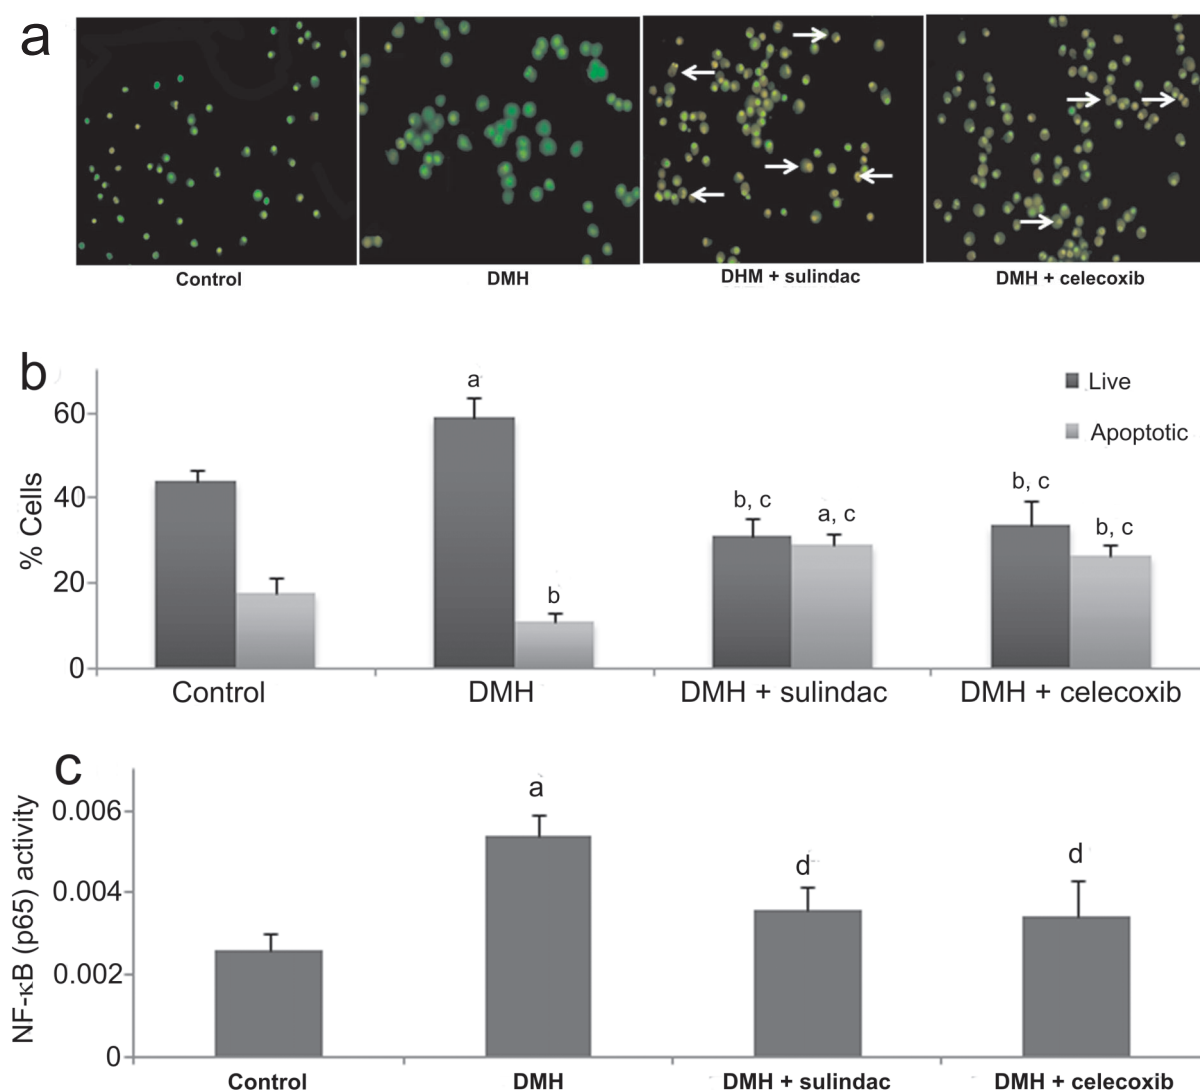 a
Control
DMH
DHM + sulindac
DMH + celecoxib
b
Live
Apoptotic
% Cells
60
40
20
0
a
b
b, c
a, c
b, c
b, c
Control
DMH
DMH + sulindac
DMH + celecoxib
c
NF-κB (p65) activity
0.006
0.004
0.002
0
a
d
d
Control
DMH
DMH + sulindac
DMH + celecoxib